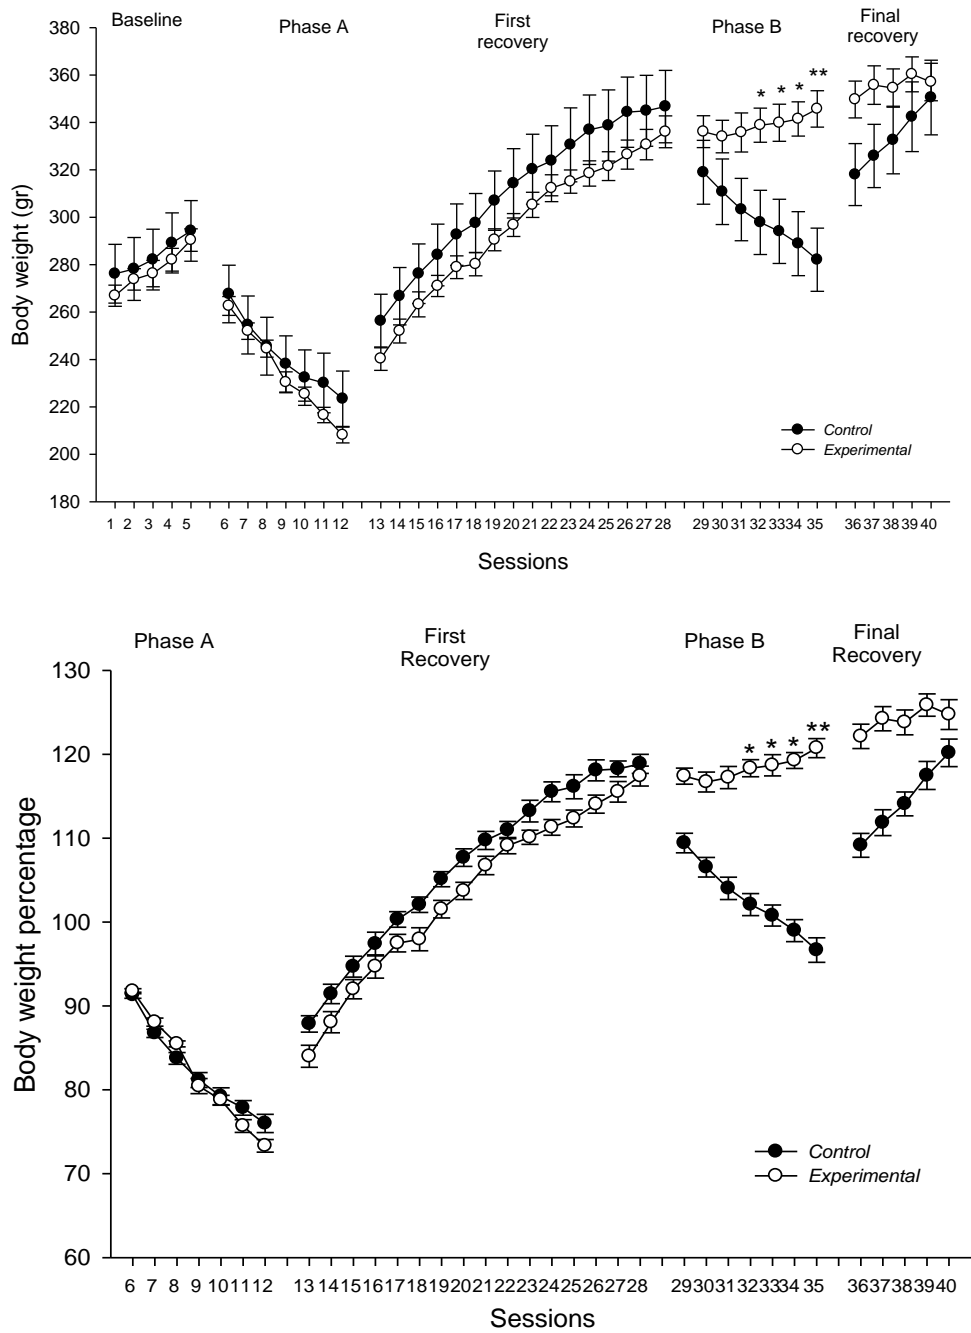 Baseline
Phase A
First
recovery
Phase B
Final
recovery
380
360
340
320
300
280
260
240
220
200
180
Body weight (gr)
* * * **
Control
Experimental
1 2 3 4 5 6 7 8 9 10 11 12 13 14 15 16 17 18 19 20 21 22 23 24 25 26 27 28 29 30 31 32 33 34 35 36 37 38 39 40
Sessions
Phase A
First
Recovery
Phase B
Final
Recovery
130
120
110
100
90
80
70
60
Body weight percentage
* * * **
Control
Experimental
6 7 8 9 10 11 12 13 14 15 16 17 18 19 20 21 22 23 24 25 26 27 28 29 30 31 32 33 34 35 36 37 38 39 40
Sessions